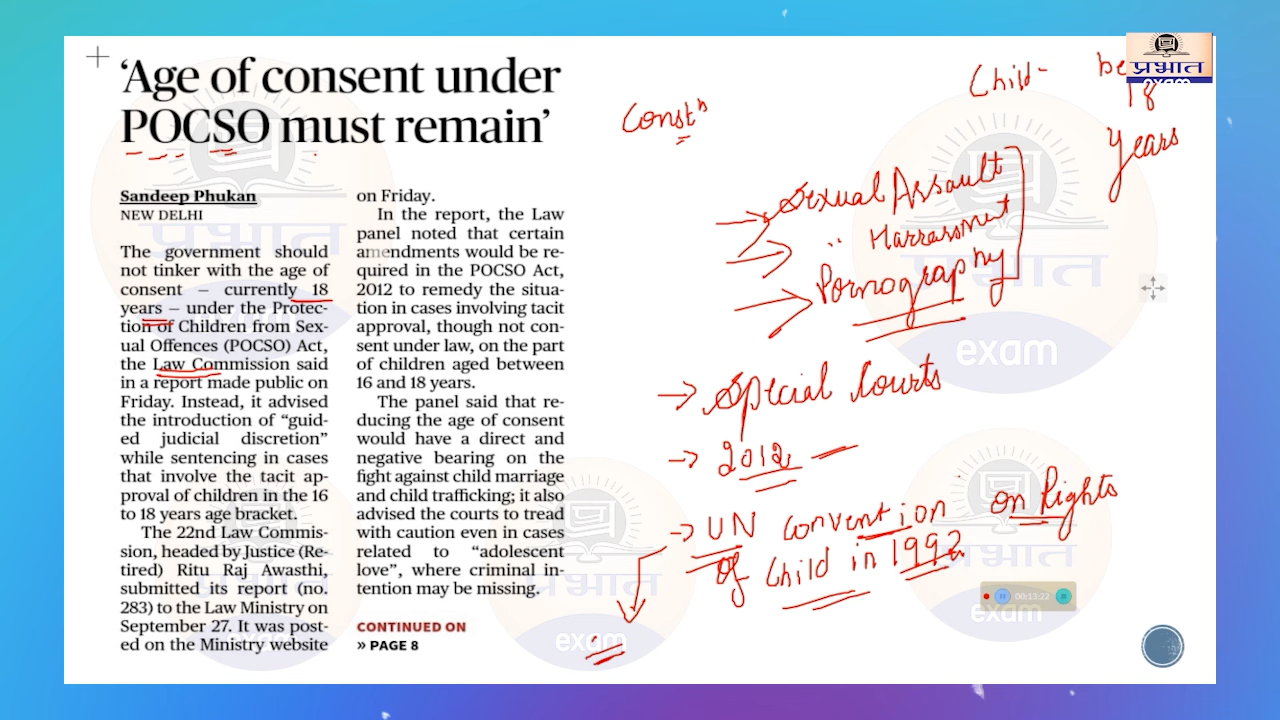 ‘Age of consent under
POCSO must remain’
Sandeep Phukan
NEW DELHI
The government should
not tinker with the age of
consent — currently 18
years — under the Protec-
tion of Children from Sex-
ual Offences (POCSO) Act,
the Law Commission said
in a report made public on
Friday. Instead, it advised
the introduction of “guid-
ed judicial discretion”
while sentencing in cases
that involve the tacit ap-
proval of children in the 16
to 18 years age bracket.
The 22nd Law Commis-
sion, headed by Justice (Re-
tired) Ritu Raj Awasthi,
submitted its report (no.
283) to the Law Ministry on
September 27. It was post-
ed on the Ministry website
on Friday.
In the report, the Law
panel noted that certain
amendments would be re-
quired in the POCSO Act,
2012 to remedy the situa-
tion in cases involving tacit
approval, though not con-
sent under law, on the part
of children aged between
16 and 18 years.
The panel said that re-
ducing the age of consent
would have a direct and
negative bearing on the
fight against child marriage
and child trafficking; it also
advised the courts to tread
with caution even in cases
related to “adolescent
love”, where criminal in-
tention may be missing.
CONTINUED ON
» PAGE 8
Constn
Child-
18
years
→ Sexual Assault
→ " Harrasment
→ Pornography
→ Special Courts
→ 2012 —
→ UN convention on Rights
of Child in 1992
प्रभात
exam
प्रभात
exam
प्रभात
exam
exam
00:13:22